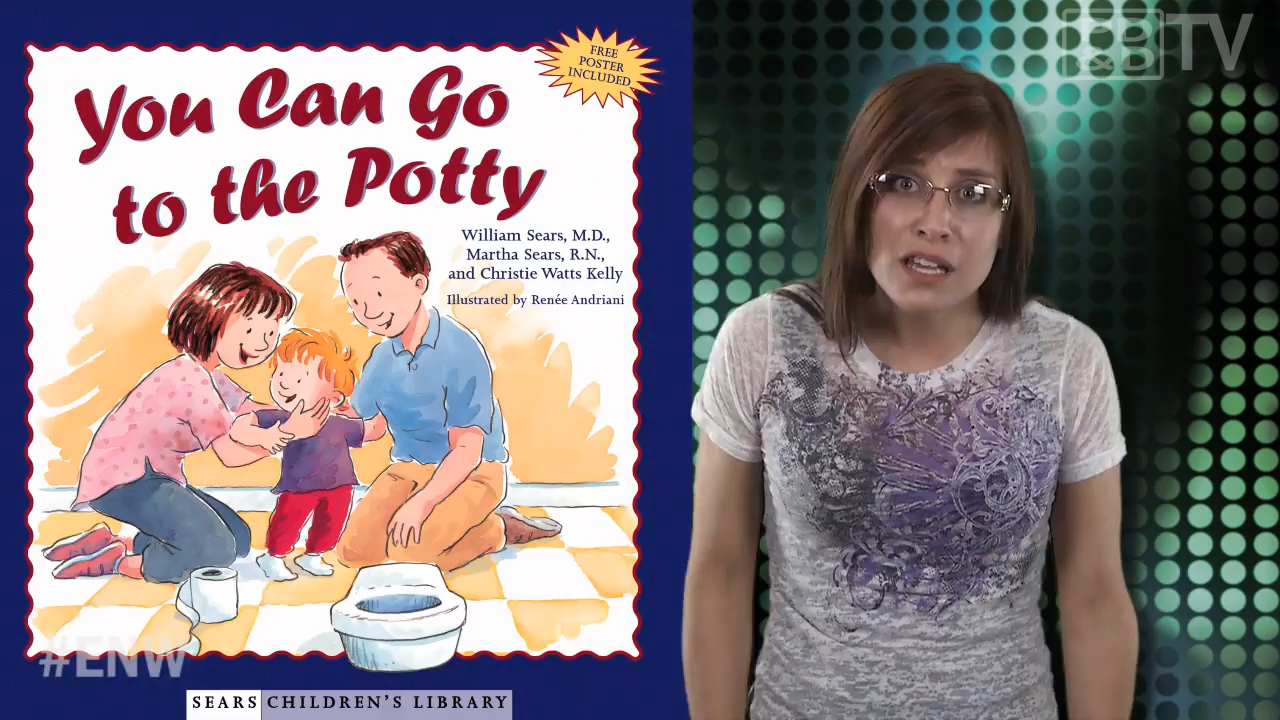 FREE
POSTER
INCLUDED
You Can Go
to the Potty
William Sears, M.D.,
Martha Sears, R.N.,
and Christie Watts Kelly
Illustrated by Renée Andriani
#ENW
SEARS CHILDREN'S LIBRARY
TV